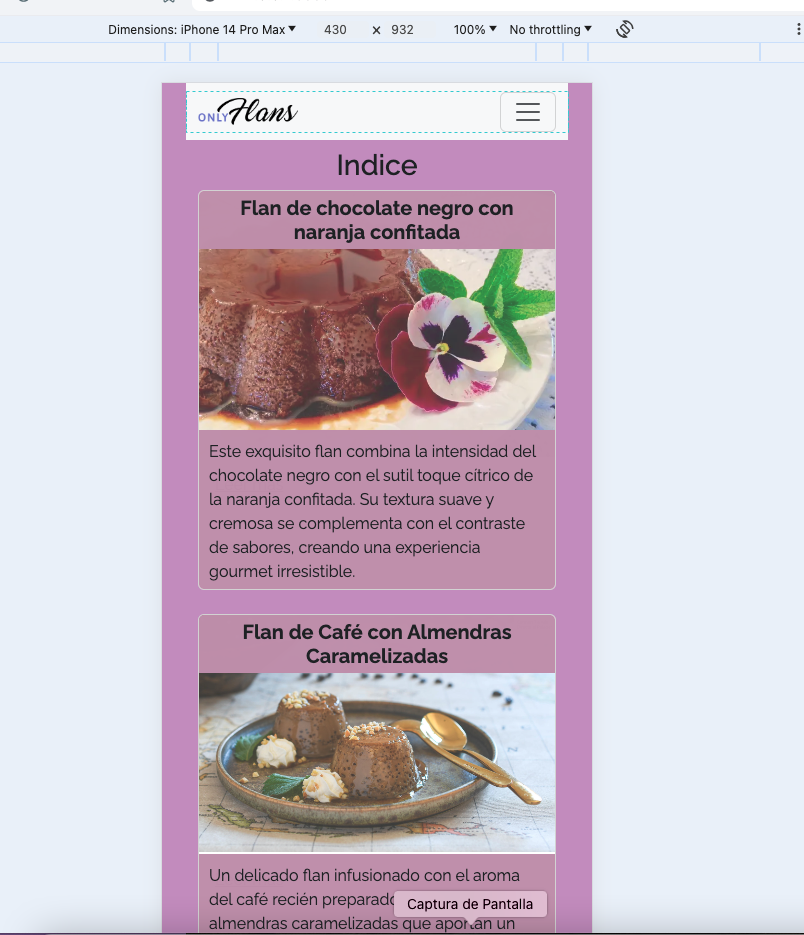 Dimensions: iPhone 14 Pro Max 430 × 932 100% No throttling
ONLYFlans
Indice
Flan de chocolate negro con
naranja confitada
Este exquisito flan combina la intensidad del
chocolate negro con el sutil toque cítrico de
la naranja confitada. Su textura suave y
cremosa se complementa con el contraste
de sabores, creando una experiencia
gourmet irresistible.
Flan de Café con Almendras
Caramelizadas
Un delicado flan infusionado con el aroma
del café recién preparado
Captura de Pantalla
almendras caramelizadas que aportan un